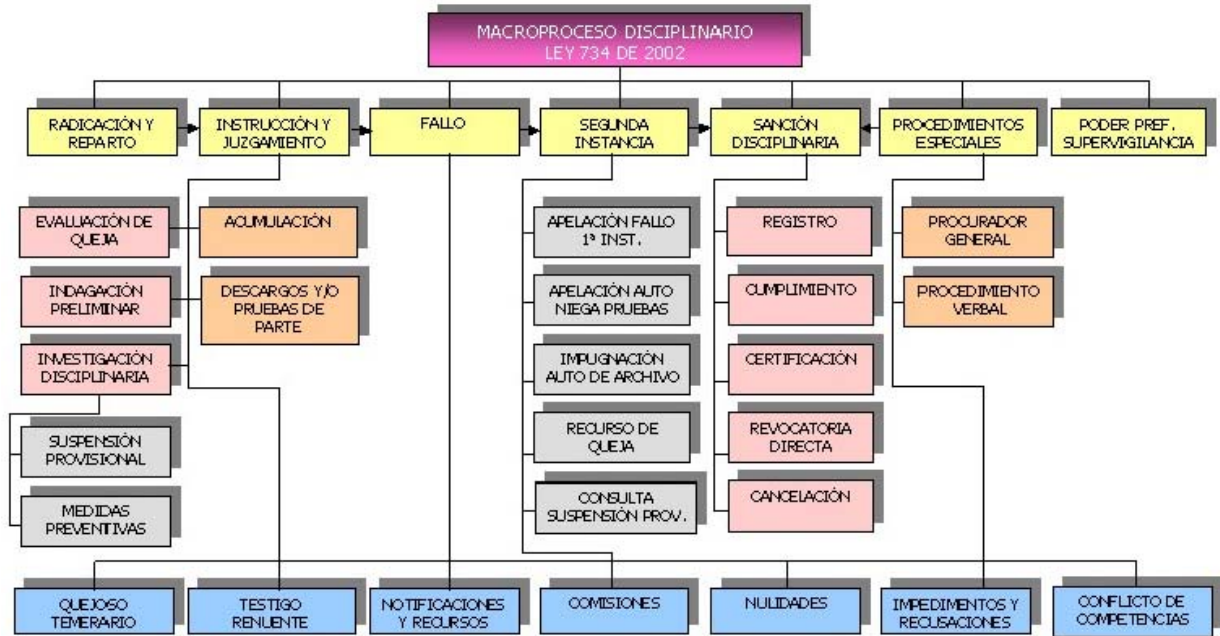 MACROPROCESO DISCIPLINARIO
LEY 734 DE 2002
RADICACIÓN Y
REPARTO
INSTRUCCIÓN Y
JUZGAMIENTO
FALLO
SEGUNDA
INSTANCIA
SANCIÓN
DISCIPLINARIA
PROCEDIMIENTOS
ESPECIALES
PODER PREF.
SUPERVIGILANCIA
EVALUACIÓN DE
QUEJA
ACUMULACIÓN
APELACIÓN FALLO
1ª INST.
REGISTRO
PROCURADOR
GENERAL
INDAGACIÓN
PRELIMINAR
DESCARGOS Y/O
PRUEBAS DE
PARTE
APELACIÓN AUTO
NIEGA PRUEBAS
CUMPLIMIENTO
PROCEDIMIENTO
VERBAL
INVESTIGACIÓN
DISCIPLINARIA
IMPUGNACIÓN
AUTO DE ARCHIVO
CERTIFICACIÓN
SUSPENSIÓN
PROVISIONAL
RECURSO DE
QUEJA
REVOCATORIA
DIRECTA
MEDIDAS
PREVENTIVAS
CONSULTA
SUSPENSIÓN PROV.
CANCELACIÓN
QUEJOSO
TEMERARIO
TESTIGO
RENUENTE
NOTIFICACIONES
Y RECURSOS
COMISIONES
NULIDADES
IMPEDIMENTOS Y
RECUSACIONES
CONFLICTO DE
COMPETENCIAS